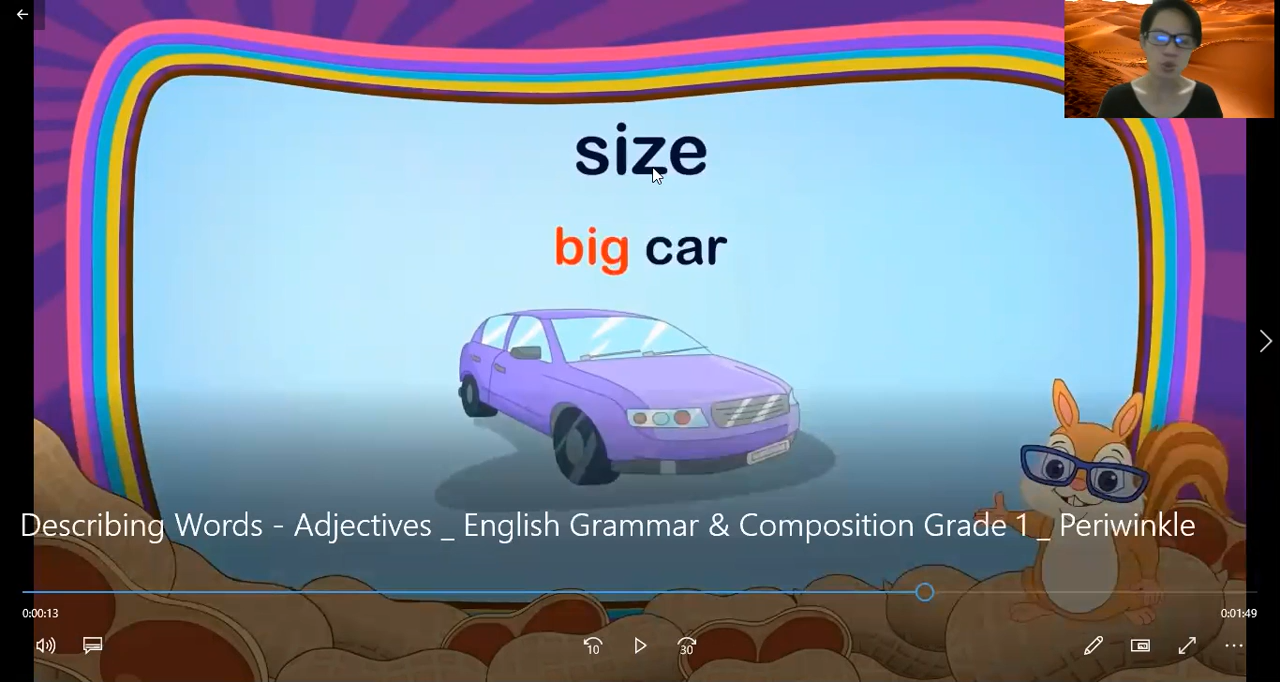 size
big car
Describing Words - Adjectives _ English Grammar & Composition Grade 1 _ Periwinkle
0:00:13
0:01:49
10
30